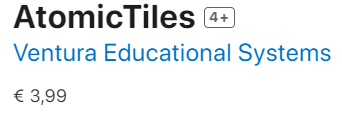 AtomicTiles 4+
Ventura Educational Systems
€ 3,99